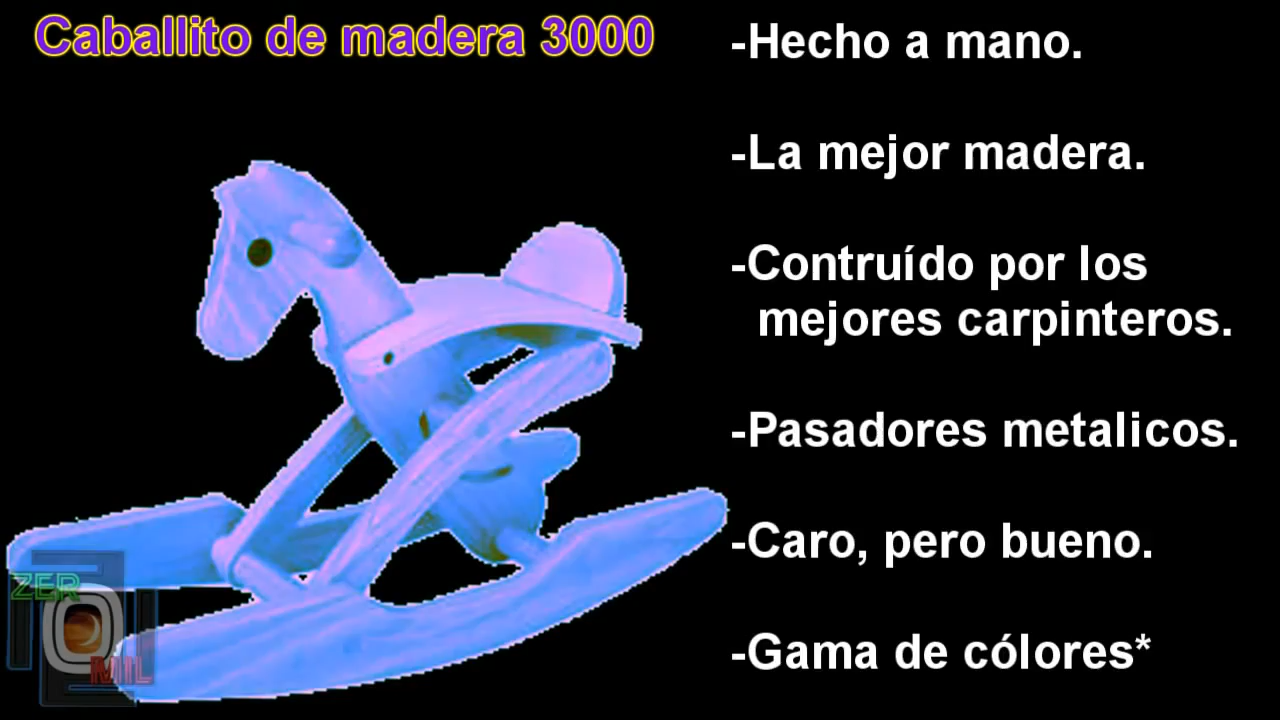 Caballito de madera 3000
-Hecho a mano.
-La mejor madera.
-Contruído por los
mejores carpinteros.
-Pasadores metalicos.
-Caro, pero bueno.
-Gama de cólores*
ZER
MIL